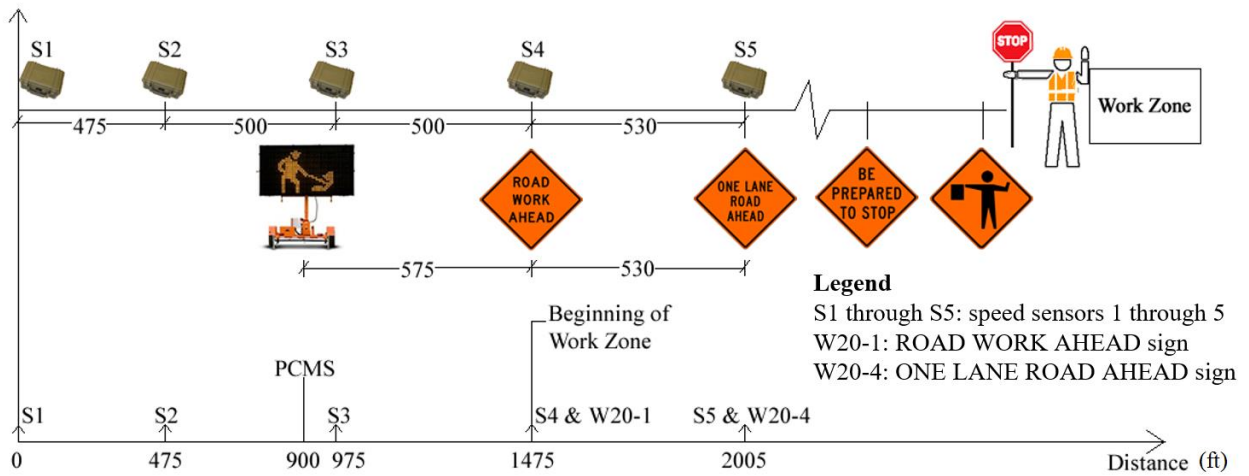 S1 S2 S3 S4 S5
STOP
Work Zone
475 500 500 530
ROAD
WORK
AHEAD
ONE LANE
ROAD
AHEAD
BE
PREPARED
TO STOP
575 530
Legend
S1 through S5: speed sensors 1 through 5
W20-1: ROAD WORK AHEAD sign
W20-4: ONE LANE ROAD AHEAD sign
Beginning of
Work Zone
PCMS
S1 S2 S3 S4 & W20-1 S5 & W20-4
0 475 900 975 1475 2005 Distance (ft)